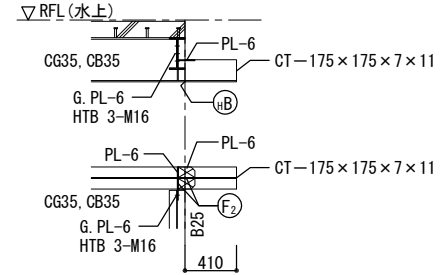 ▽RFL(水上)
PL-6
CG35, CB35
CT-175×175×7×11
G.PL-6
HTB 3-M16
HB
PL-6
PL-6
CT-175×175×7×11
CG35, CB35
F2
G.PL-6
HTB 3-M16
B25
410